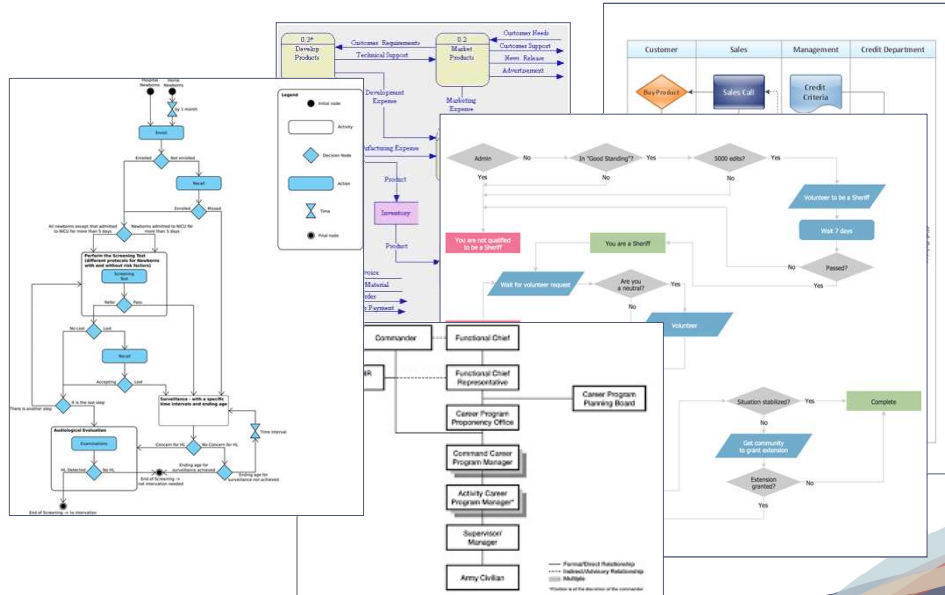 Hospital
Newborns
Home
Newborns
by 1 month
Enroll
Enrolled
Not enrolled
Recall
Enrolled
Missed
All newborns except that admitted
to NICU for more than 5 days
Newborns admitted to NICU
for more than 5 days
Perform the Screening Test
(different protocols for Newborns
with and without risk factors)
Screening
Test
Refer
Pass
No Lost
Lost
Recall
Accepting
Lost
There is another step
It is the last step
Surveillance - with a specific
time intervals and ending age
Audiological Evaluation
Examinations
Concern for HL
No Concern for HL
Time interval
HL Detected
No HL
Ending age for
surveillance achieved
Ending age for
surveillance not achieved
End of Screening ->
End of Screening -> to intervation
Legend
Initial node
Activity
Decision Node
Action
Time
Final node
Develop
Products
0.2
Market
Products
Customer Requirements
Technical Support
Customer Needs
Customer Support
News Release
Advertisement
Development
Expense
Marketing
Expense
Product
Inventory
Product
Customer
Sales
Management
Credit Department
Buy Product
Sales Call
Credit
Criteria
Admin
No
In "Good Standing"?
Yes
5000 edits?
Yes
Yes
No
No
Volunteer to be a Sheriff
Wait 7 days
Passed?
No
Yes
You are not qualified
to be a Sheriff
You are a Sheriff
Wait for volunteer request
Are you
a neutral?
Yes
No
Volunteer
Situation stabilized?
Yes
Complete
No
Get community
to grant extension
Extension
granted?
No
Yes
Commander
Functional Chief
Functional Chief
Representative
Career Program
Planning Board
Career Program
Proponency Office
Command Career
Program Manager
Activity Career
Program Manager*
Supervisor/
Manager
Army Civilian
Formal/Direct Relationship
Indirect/Advisory Relationship
Multiple
*Position is at the discretion of the commander